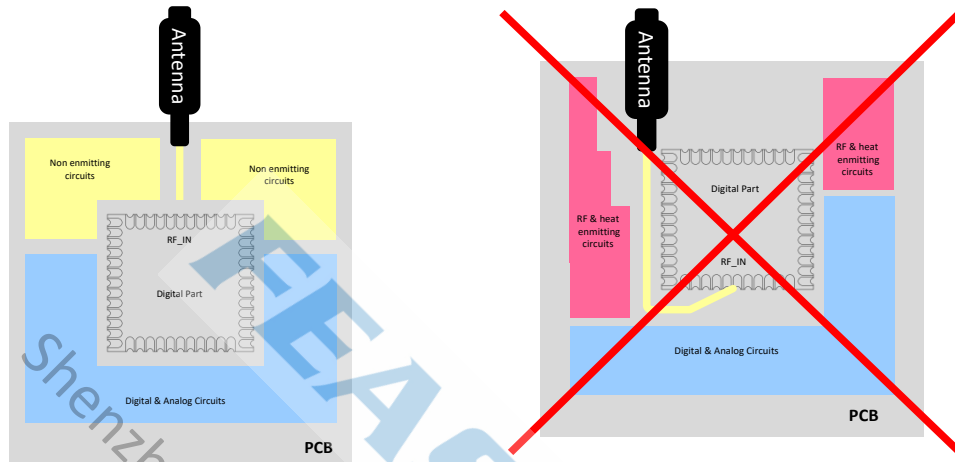 Antenna
Non enmitting
circuits
Non enmitting
circuits
RF_IN
Digital Part
Digital & Analog Circuits
PCB
Shenzh
FEAS
Antenna
RF & heat
enmitting
circuits
RF & heat
enmitting
circuits
Digital Part
RF_IN
Digital & Analog Circuits
PCB